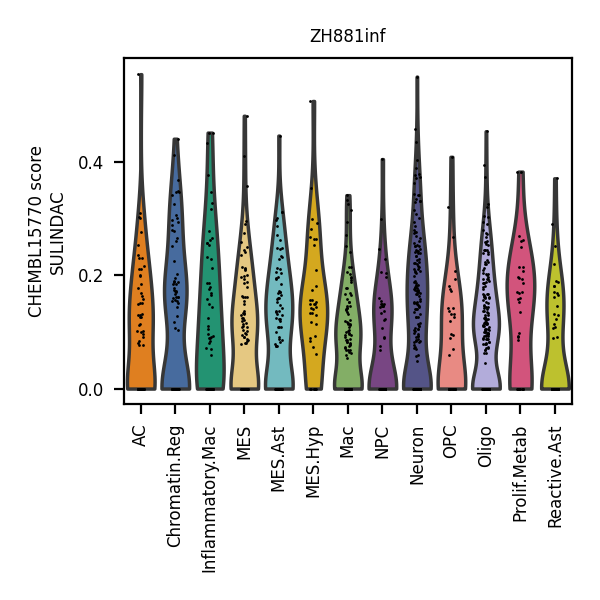 ZH881inf
CHEMBL15770 score
SULINDAC
0.4
0.2
0.0
AC
Chromatin.Reg
Inflammatory.Mac
MES
MES.Ast
MES.Hyp
Mac
NPC
Neuron
OPC
Oligo
Prolif.Metab
Reactive.Ast